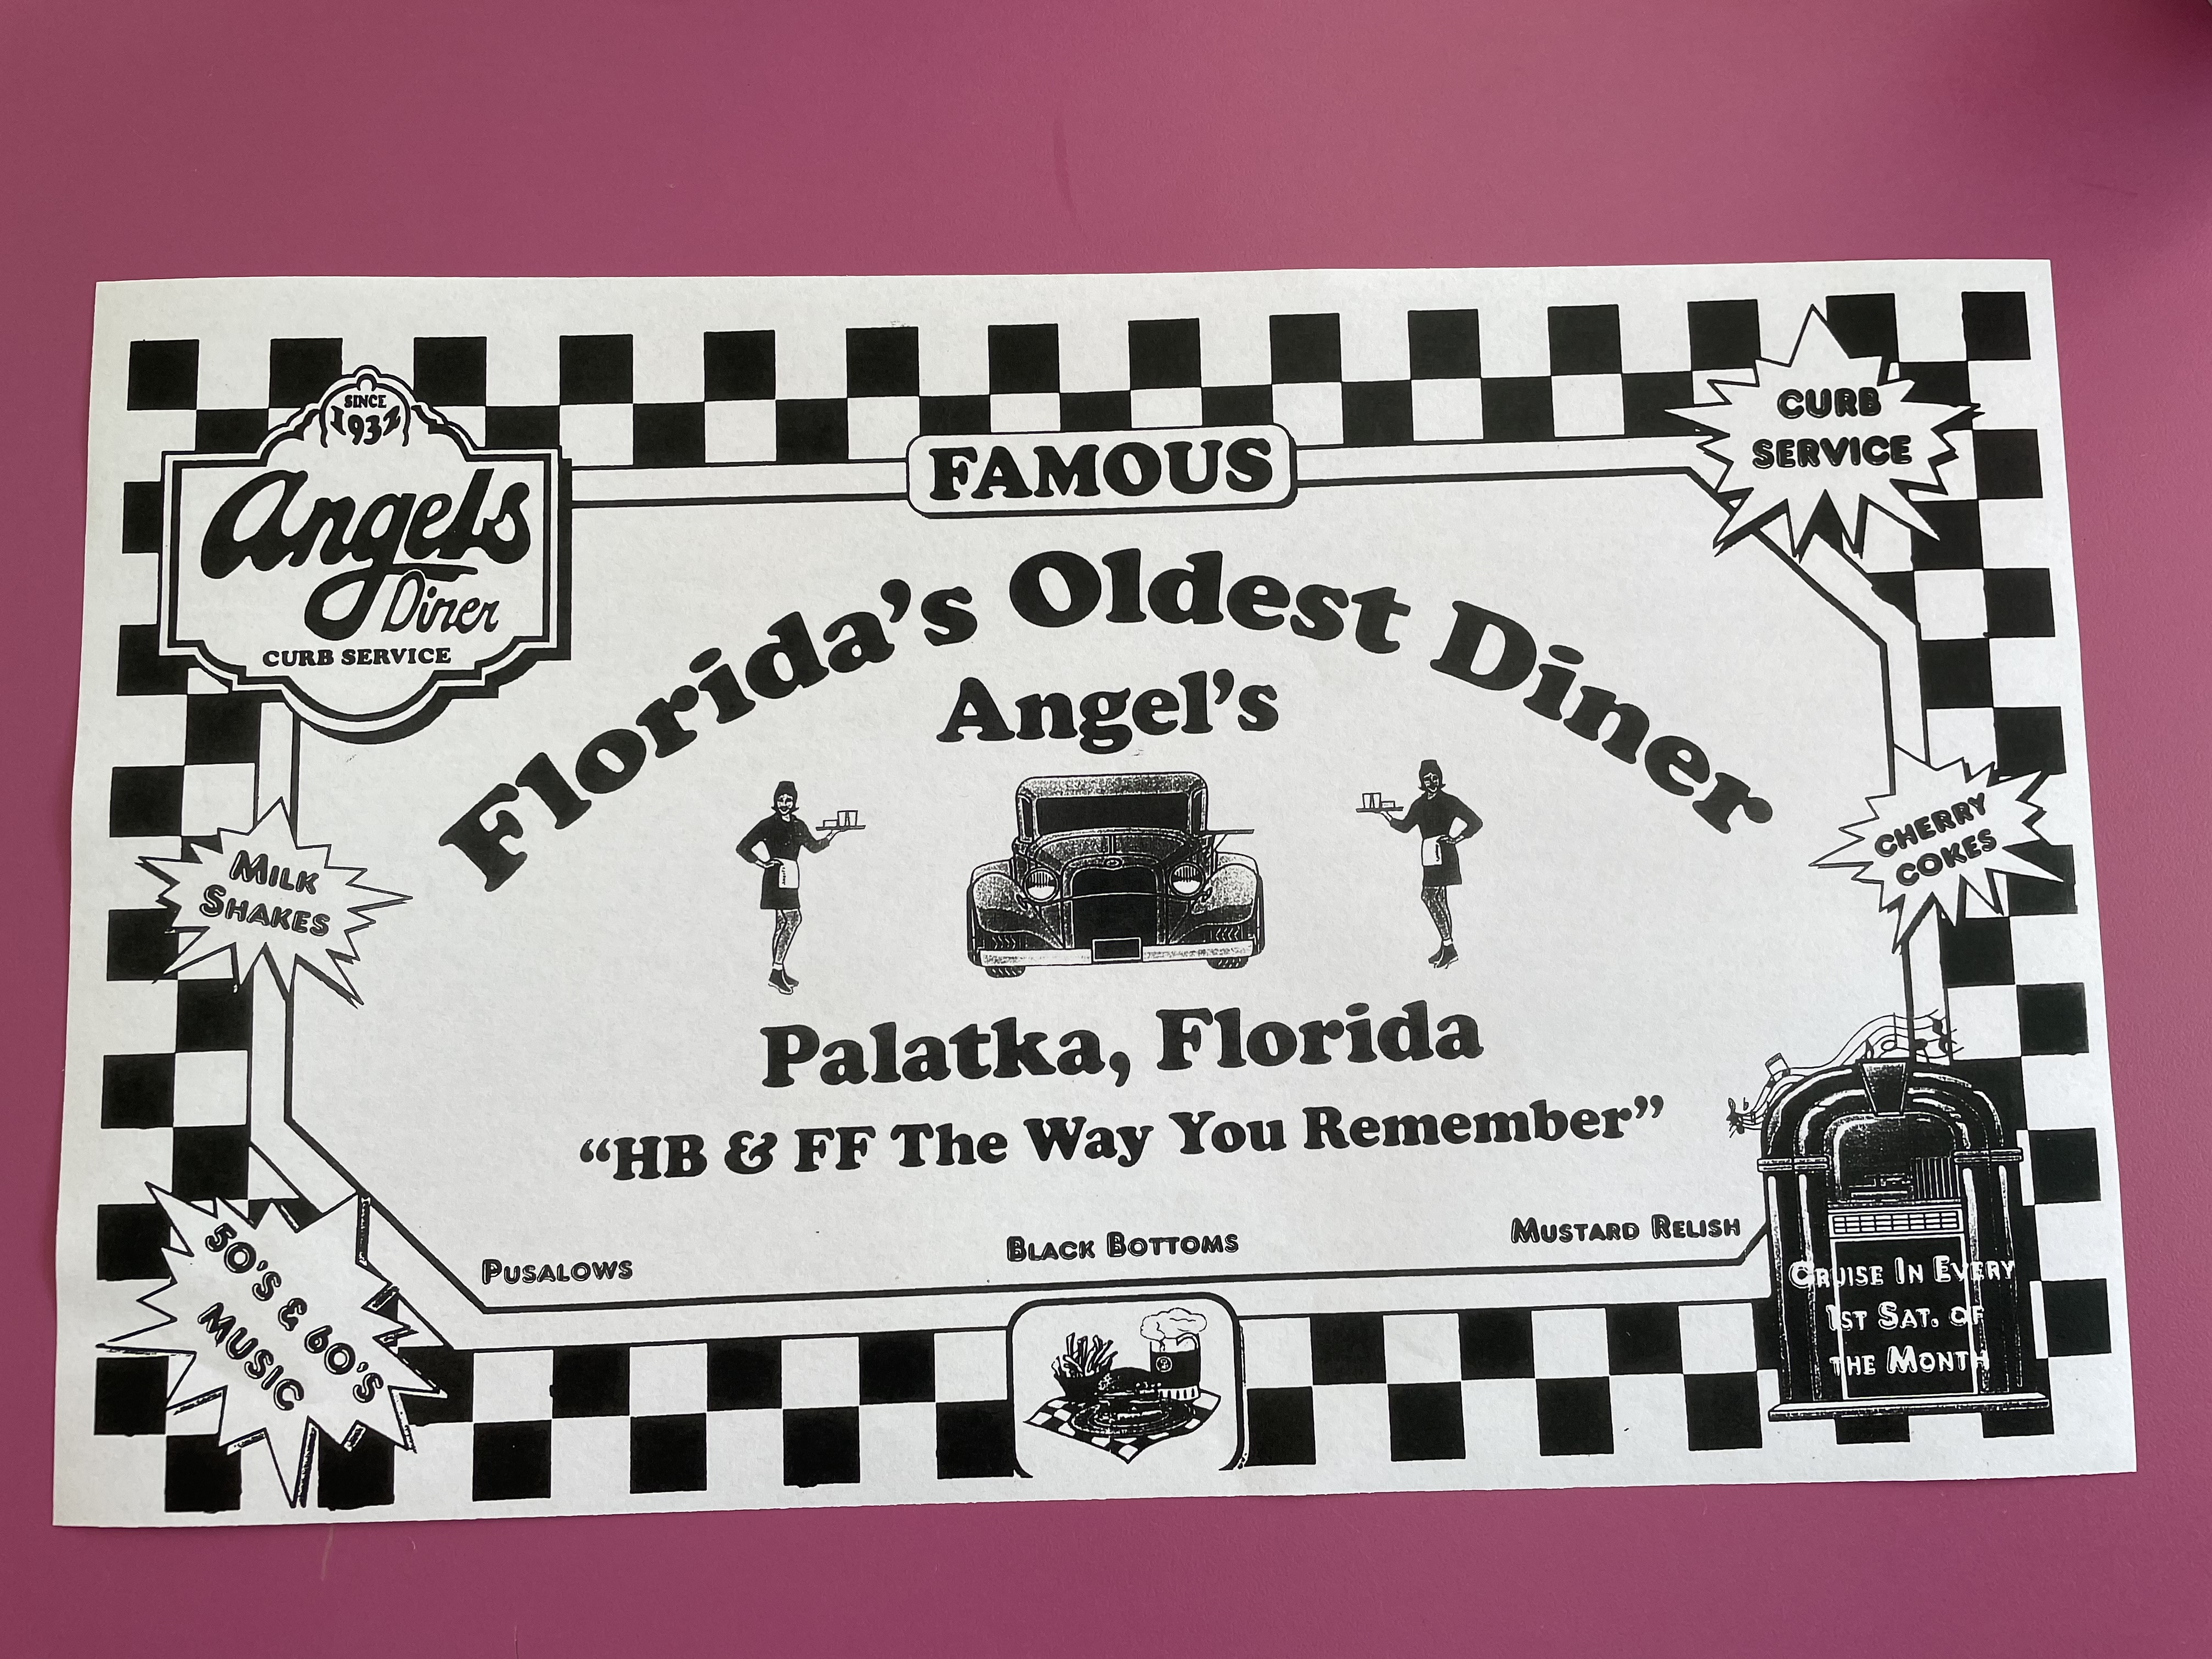 SINCE
1932
Angels
Diner
CURB SERVICE
FAMOUS
CURB
SERVICE
Florida's Oldest Diner
Angel's
MILK
SHAKES
CHERRY
COKES
Palatka, Florida
“HB & FF The Way You Remember”
PUSALOWS
BLACK BOTTOMS
MUSTARD RELISH
50'S & 60'S
MUSIC
CRUISE IN EVERY
1ST SAT. OF
THE MONTH